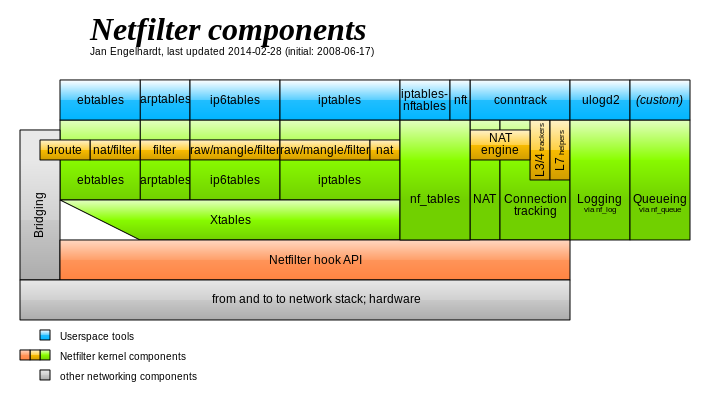 Netfilter components
Jan Engelhardt, last updated 2014-02-28 (initial: 2008-06-17)
ebtables
arptables
ip6tables
iptables
iptables-
nftables
nft
conntrack
ulogd2
(custom)
Bridging
broute
nat/filter
filter
raw/mangle/filter
raw/mangle/filter
nat
NAT
engine
L3/4 trackers
L7 helpers
ebtables
arptables
ip6tables
iptables
nf_tables
NAT
Connection
tracking
Logging
via nf_log
Queueing
via nf_queue
Xtables
Netfilter hook API
from and to to network stack; hardware
Userspace tools
Netfilter kernel components
other networking components